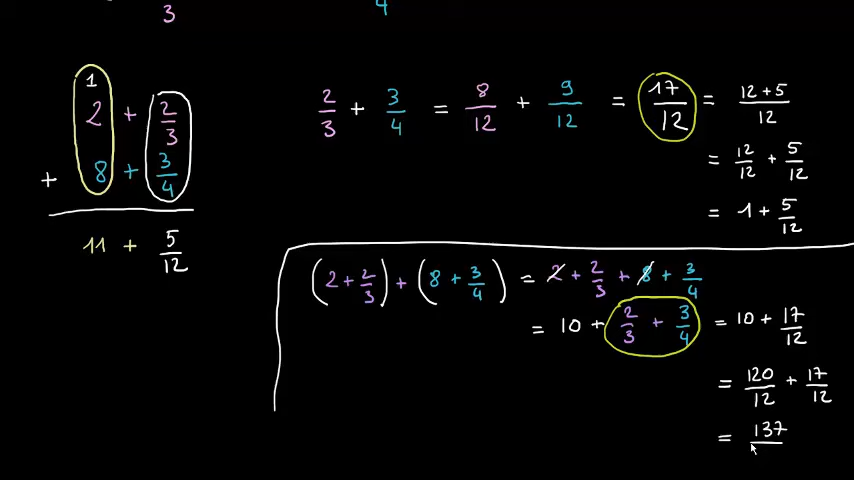 3 4
1
2 + 2/3
+ 8 + 3/4
11 + 5/12
2/3 + 3/4 = 8/12 + 9/12 = 17/12 = 12+5/12
= 12/12 + 5/12
= 1 + 5/12
(2 + 2/3) + (8 + 3/4) = 2 + 2/3 + 8 + 3/4
= 10 + 2/3 + 3/4 = 10 + 17/12
= 120/12 + 17/12
= 137